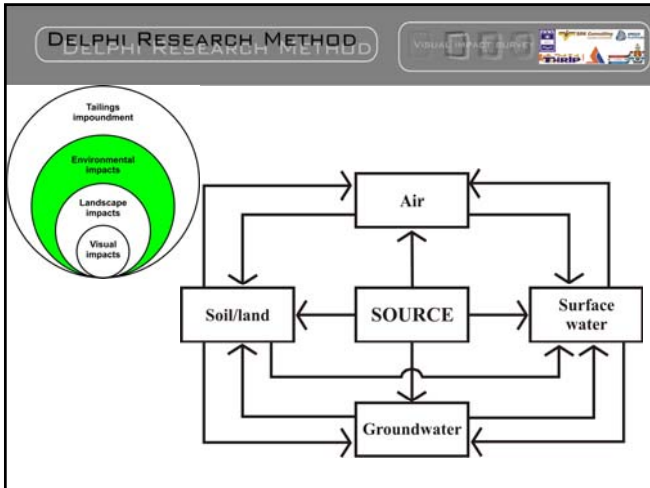 DELPHI RESEARCH METHOD
VISUAL IMPACT SURVEY
Tailings
impoundment
Environmental
impacts
Landscape
impacts
Visual
impacts
Air
Soil/land
SOURCE
Surface
water
Groundwater